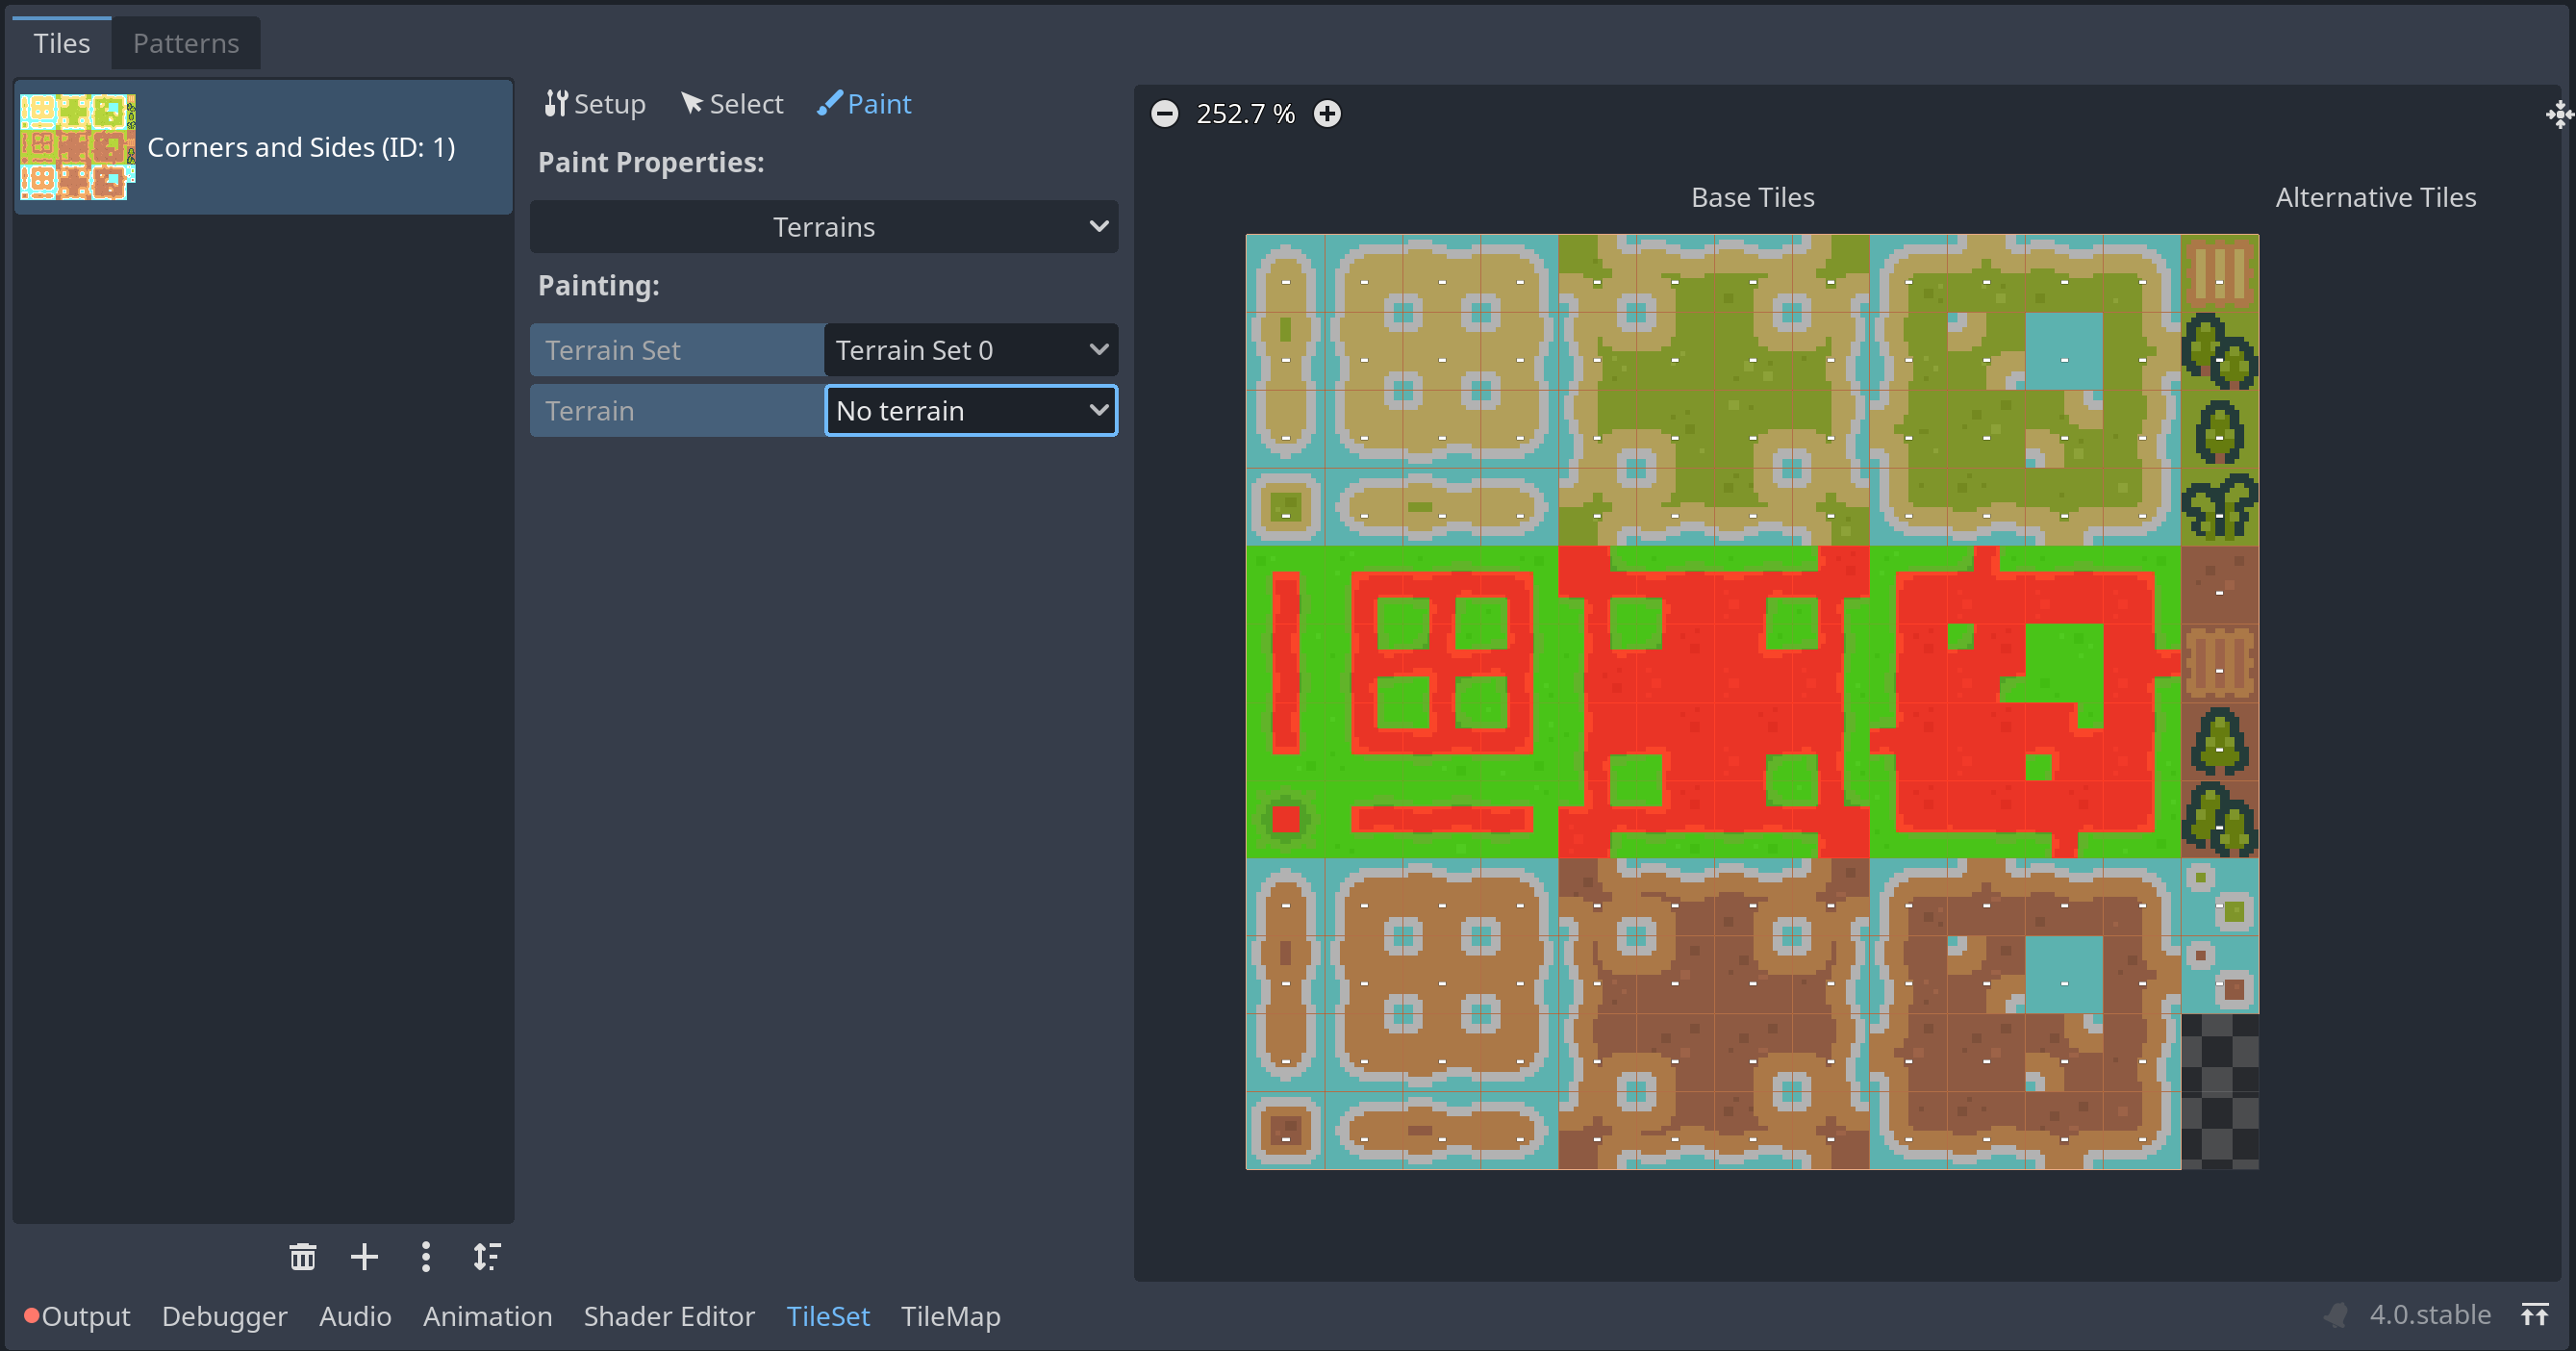 Tiles
Patterns
Corners and Sides (ID: 1)
Setup
Select
Paint
Paint Properties:
Terrains
Painting:
Terrain Set
Terrain Set 0
Terrain
No terrain
252.7 %
Base Tiles
Alternative Tiles
Output
Debugger
Audio
Animation
Shader Editor
TileSet
TileMap
4.0.stable